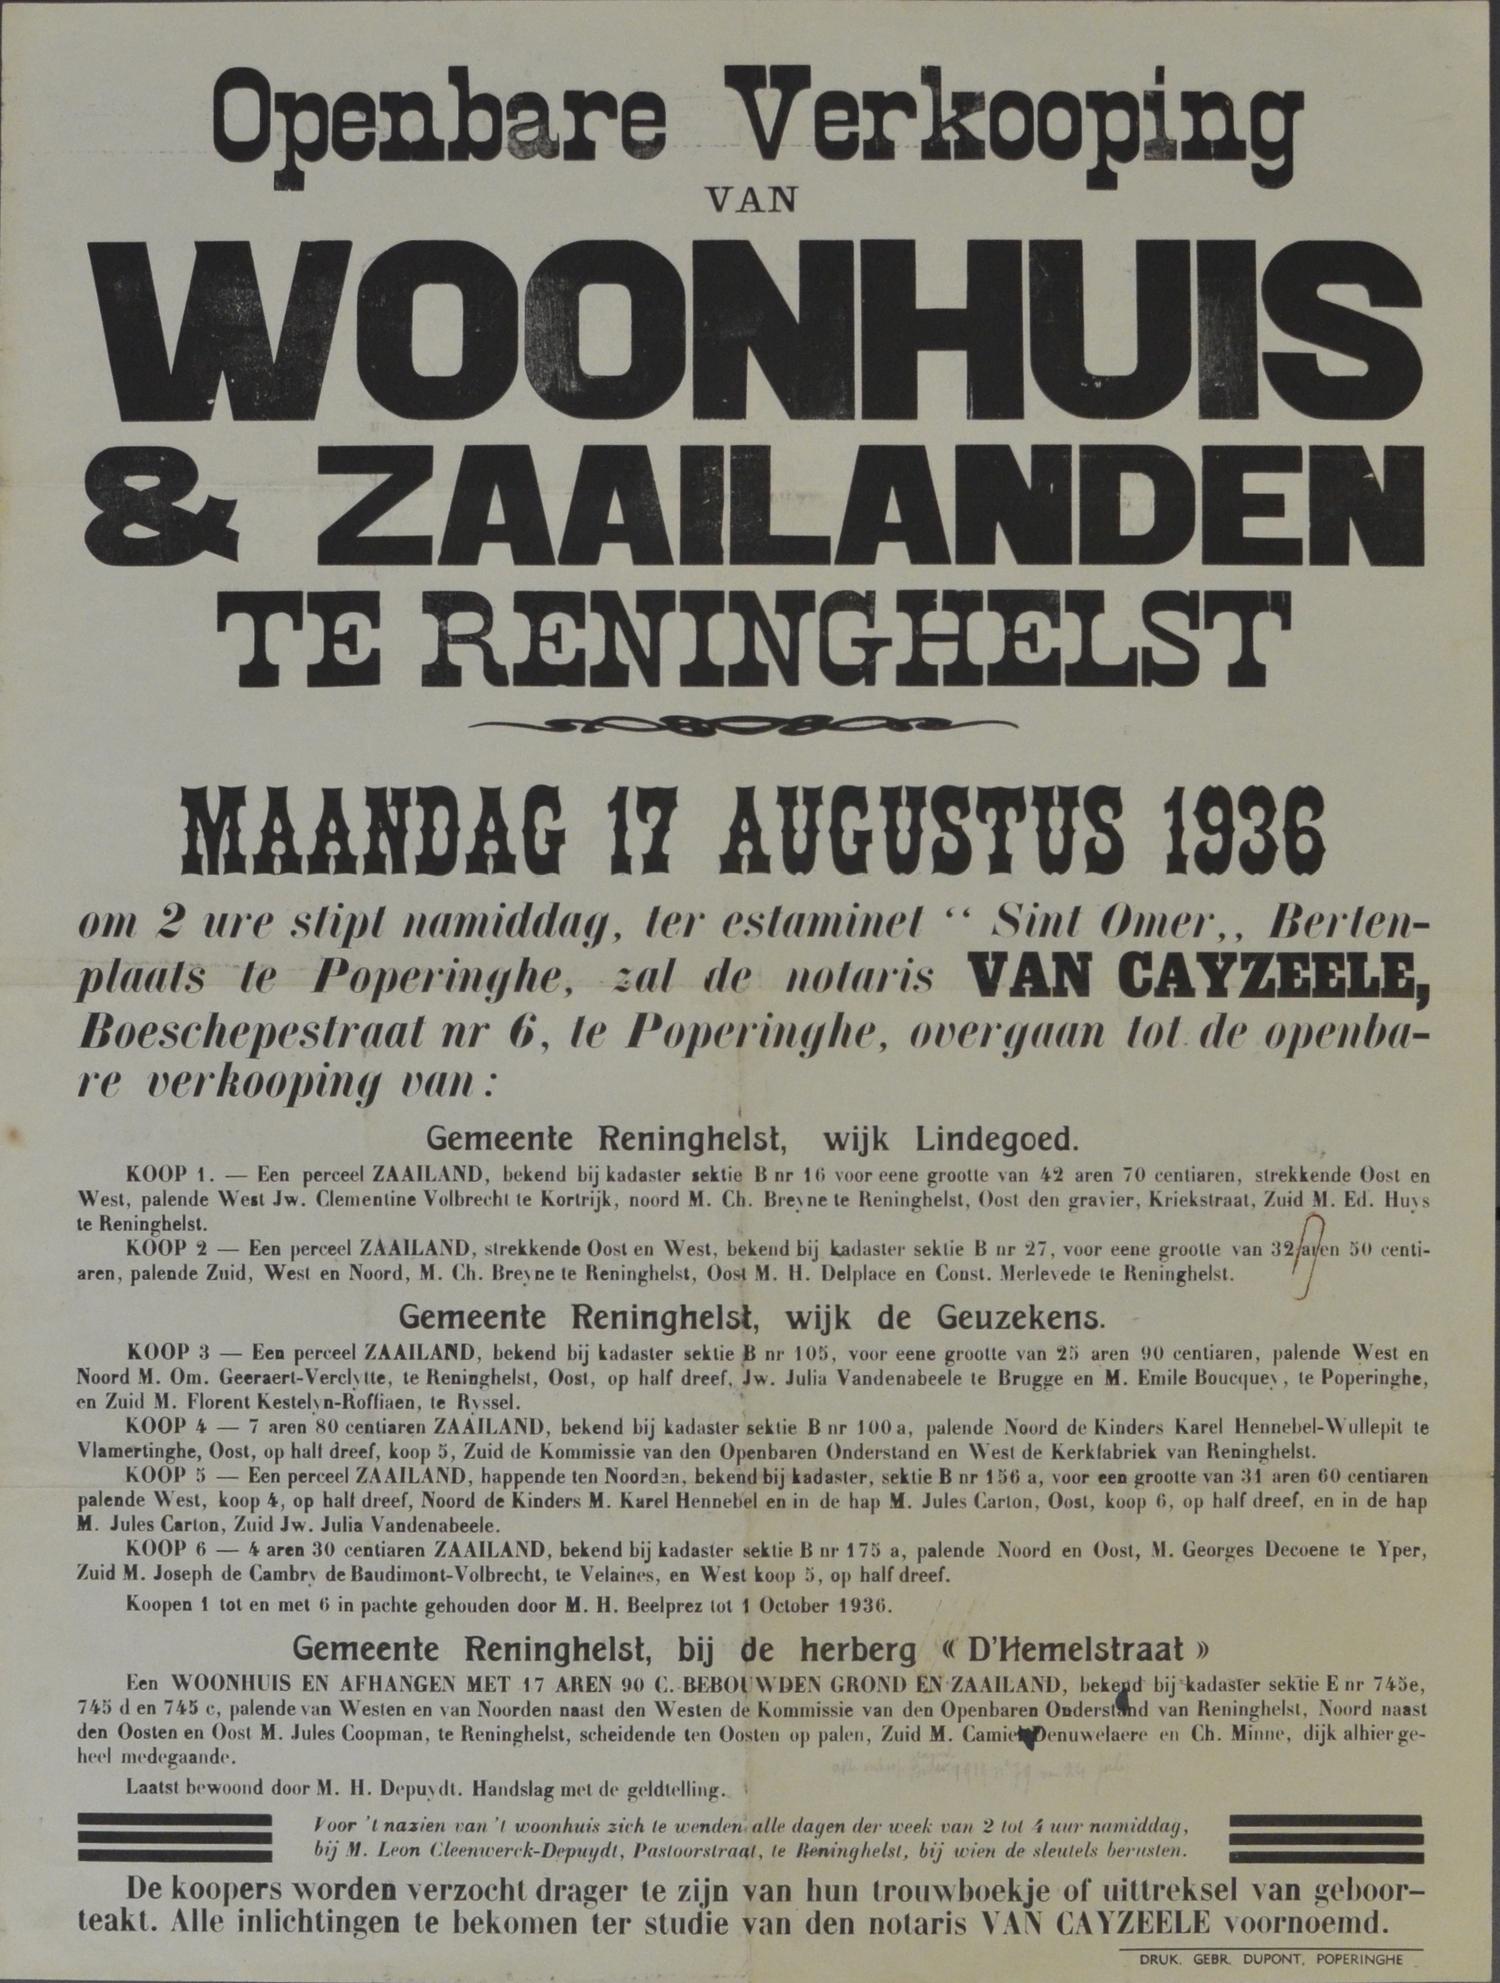 Openbare Verkooping
VAN
WOONHUIS
& ZAAILANDEN
TE RENINGHELST
MAANDAG 17 AUGUSTUS 1936
om 2 ure stipt namiddag, ter estaminet “ Sint Omer,, Berten-
plaats te Poperinghe, zal de notaris VAN CAYZEELE,
Boeschepestraat nr 6, te Poperinghe, overgaan tot de openba-
re verkooping van :
Gemeente Reninghelst, wijk Lindegoed.
KOOP 1. — Een perceel ZAAILAND, bekend bij kadaster sektie B nr 16 voor eene grootte van 42 aren 70 centiaren, strekkende Oost en
West, palende West Jw. Clementine Volbrecht te Kortrijk, noord M. Ch. Breyne te Reninghelst, Oost den gravier, Kriekstraat, Zuid M. Ed. Huys
te Reninghelst.
KOOP 2 — Een perceel ZAAILAND, strekkende Oost en West, bekend bij kadaster sektie B nr 27, voor eene grootte van 32 aren 50 centi-
aren, palende Zuid, West en Noord, M. Ch. Breyne te Reninghelst, Oost M. H. Delplace en Const. Merlevede te Reninghelst.
Gemeente Reninghelst, wijk de Geuzekens.
KOOP 3 — Een perceel ZAAILAND, bekend bij kadaster sektie B nr 105, voor eene grootte van 25 aren 90 centiaren, palende West en
Noord M. Om. Geeraert-Verclytte, te Reninghelst, Oost, op half dreef, Jw. Julia Vandenabeele te Brugge en M. Emile Boucquey, te Poperinghe,
en Zuid M. Florent Kestelyn-Roffiaen, te Ryssel.
KOOP 4 — 7 aren 80 centiaren ZAAILAND, bekend bij kadaster sektie B nr 100 a, palende Noord de Kinders Karel Hennebel-Wullepit te
Vlamertinghe, Oost, op half dreef, koop 5, Zuid de Kommissie van den Openbaren Onderstand en West de Kerkfabriek van Reninghelst.
KOOP 5 — Een perceel ZAAILAND, happende ten Noorden, bekend bij kadaster, sektie B nr 156 a, voor een grootte van 31 aren 60 centiaren
palende West, koop 4, op half dreef, Noord de Kinders M. Karel Hennebel en in de hap M. Jules Carton, Oost, koop 6, op half dreef, en in de hap
M. Jules Carton, Zuid Jw. Julia Vandenabeele.
KOOP 6 — 4 aren 30 centiaren ZAAILAND, bekend bij kadaster sektie B nr 175 a, palende Noord en Oost, M. Georges Decoene te Yper,
Zuid M. Joseph de Cambry de Baudimont-Volbrecht, te Velaines, en West koop 5, op half dreef.
Koopen 1 tot en met 6 in pachte gehouden door M. H. Beelprez tot 1 October 1936.
Gemeente Reninghelst, bij de herberg « D'Hemelstraat »
Een WOONHUIS EN AFHANGEN MET 17 AREN 90 C. BEBOUWDEN GROND EN ZAAILAND, bekend bij kadaster sektie E nr 745e,
745 d en 745 c, palende van Westen en van Noorden naast den Westen de Kommissie van den Openbaren Onderstand van Reninghelst, Noord naast
den Oosten en Oost M. Jules Coopman, te Reninghelst, scheidende ten Oosten op palen, Zuid M. Camiel Denuwelaere en Ch. Minne, dijk alhier ge-
heel medegaande.
Laatst bewoond door M. H. Depuydt. Handslag met de geldtelling.
Voor 't nazien van 't woonhuis zich te wenden alle dagen der week van 2 tot 4 uur namiddag,
bij M. Leon Cleenwerck-Depuydt, Pastoorstraat, te Reninghelst, bij wien de sleutels berusten.
De koopers worden verzocht drager te zijn van hun trouwboekje of uittreksel van geboor-
teakt. Alle inlichtingen te bekomen ter studie van den notaris VAN CAYZEELE voornoemd.
DRUK. GEBR. DUPONT, POPERINGHE